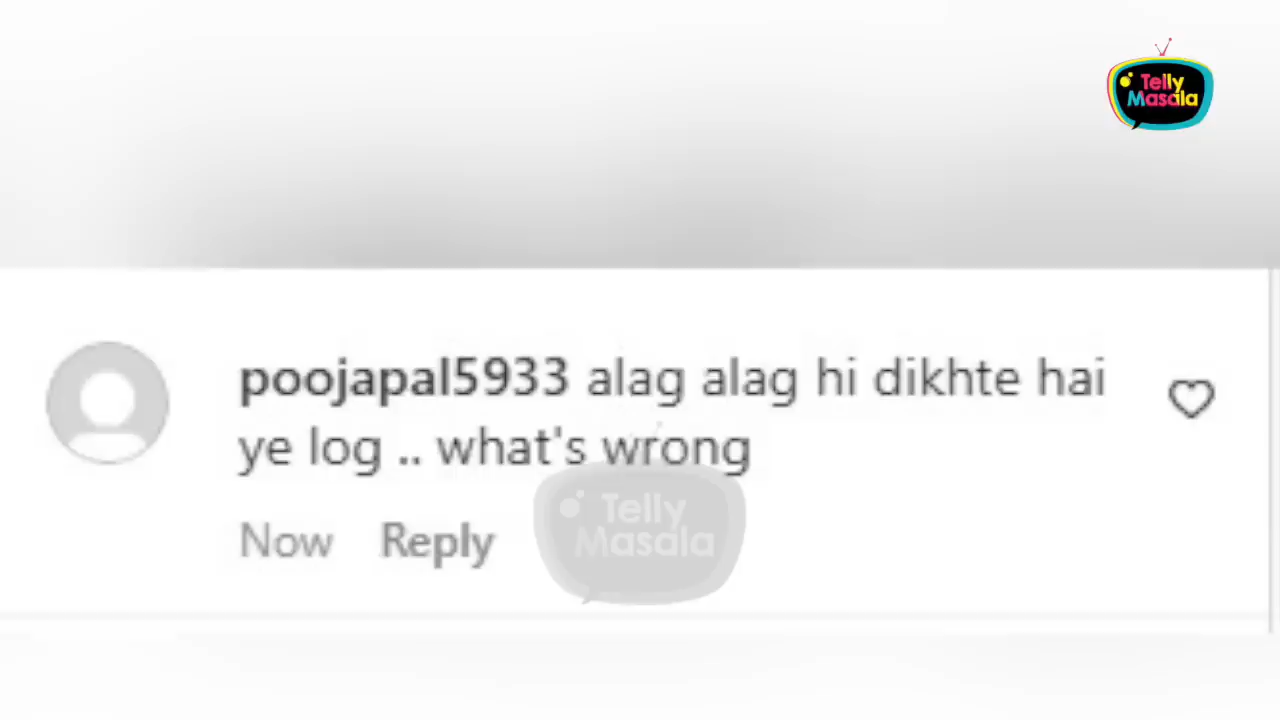 Telly
Masala
poojapal5933 alag alag hi dikhte hai
ye log .. what's wrong
Now Reply
Telly
Masala